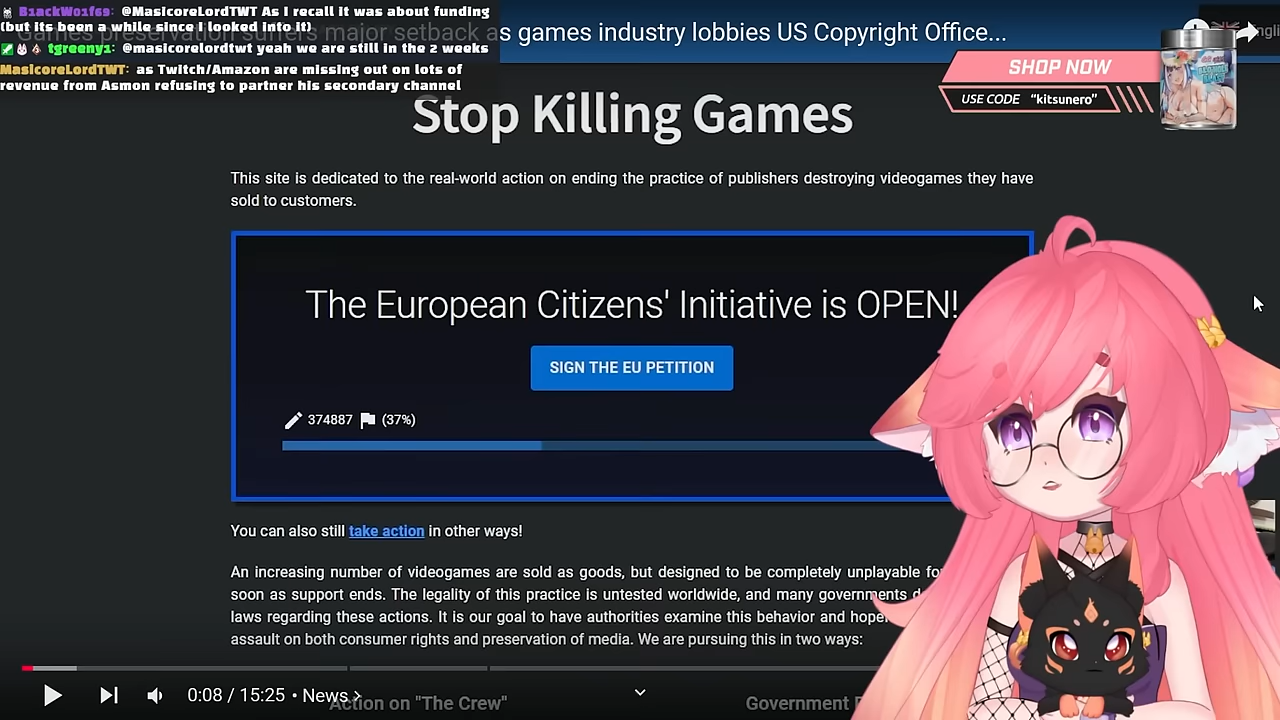 B1ackWo1f69: @MasicoreLordTWT As I recall it was about funding
(but its been a while since I looked into it)
tgreeny1: @masicorelordtwt yeah we are still in the 2 weeks
MasicoreLordTWT: as Twitch/Amazon are missing out on lots of
revenue from Asmon refusing to partner his secondary channel
Games preservation suffers major setback as games industry lobbies US Copyright Office...
SHOP NOW
USE CODE "kitsunero"
Stop Killing Games
This site is dedicated to the real-world action on ending the practice of publishers destroying videogames they have
sold to customers.
The European Citizens' Initiative is OPEN!
SIGN THE EU PETITION
374887 (37%)
You can also still take action in other ways!
An increasing number of videogames are sold as goods, but designed to be completely unplayable
soon as support ends. The legality of this practice is untested worldwide, and many governments
laws regarding these actions. It is our goal to have authorities examine this behavior and
assault on both consumer rights and preservation of media. We are pursuing this in two ways:
0:08 / 15:25 • News
Action on "The Crew"
Government